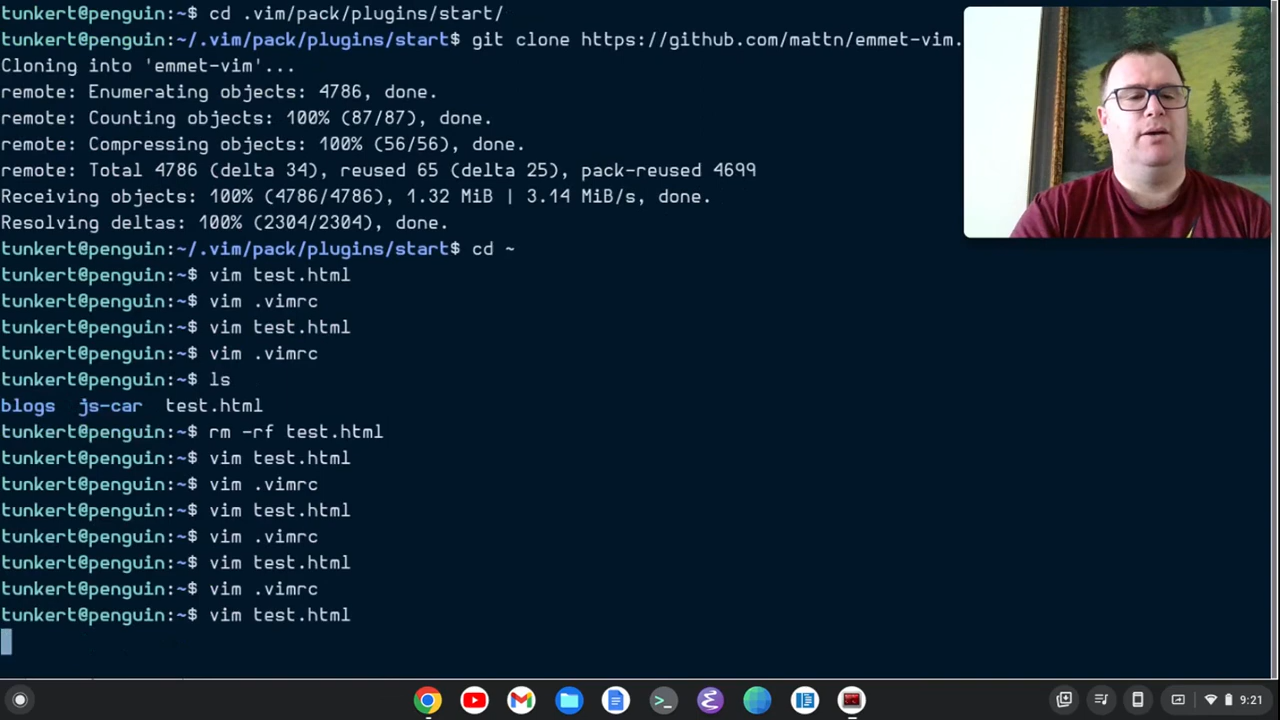 tunkert@penguin:~$ cd .vim/pack/plugins/start/
tunkert@penguin:~/.vim/pack/plugins/start$ git clone https://github.com/mattn/emmet-vim.
Cloning into 'emmet-vim'...
remote: Enumerating objects: 4786, done.
remote: Counting objects: 100% (87/87), done.
remote: Compressing objects: 100% (56/56), done.
remote: Total 4786 (delta 34), reused 65 (delta 25), pack-reused 4699
Receiving objects: 100% (4786/4786), 1.32 MiB | 3.14 MiB/s, done.
Resolving deltas: 100% (2304/2304), done.
tunkert@penguin:~/.vim/pack/plugins/start$ cd ~
tunkert@penguin:~$ vim test.html
tunkert@penguin:~$ vim .vimrc
tunkert@penguin:~$ vim test.html
tunkert@penguin:~$ vim .vimrc
tunkert@penguin:~$ ls
blogs js-car test.html
tunkert@penguin:~$ rm -rf test.html
tunkert@penguin:~$ vim test.html
tunkert@penguin:~$ vim .vimrc
tunkert@penguin:~$ vim test.html
tunkert@penguin:~$ vim .vimrc
tunkert@penguin:~$ vim test.html
tunkert@penguin:~$ vim .vimrc
tunkert@penguin:~$ vim test.html
9:21